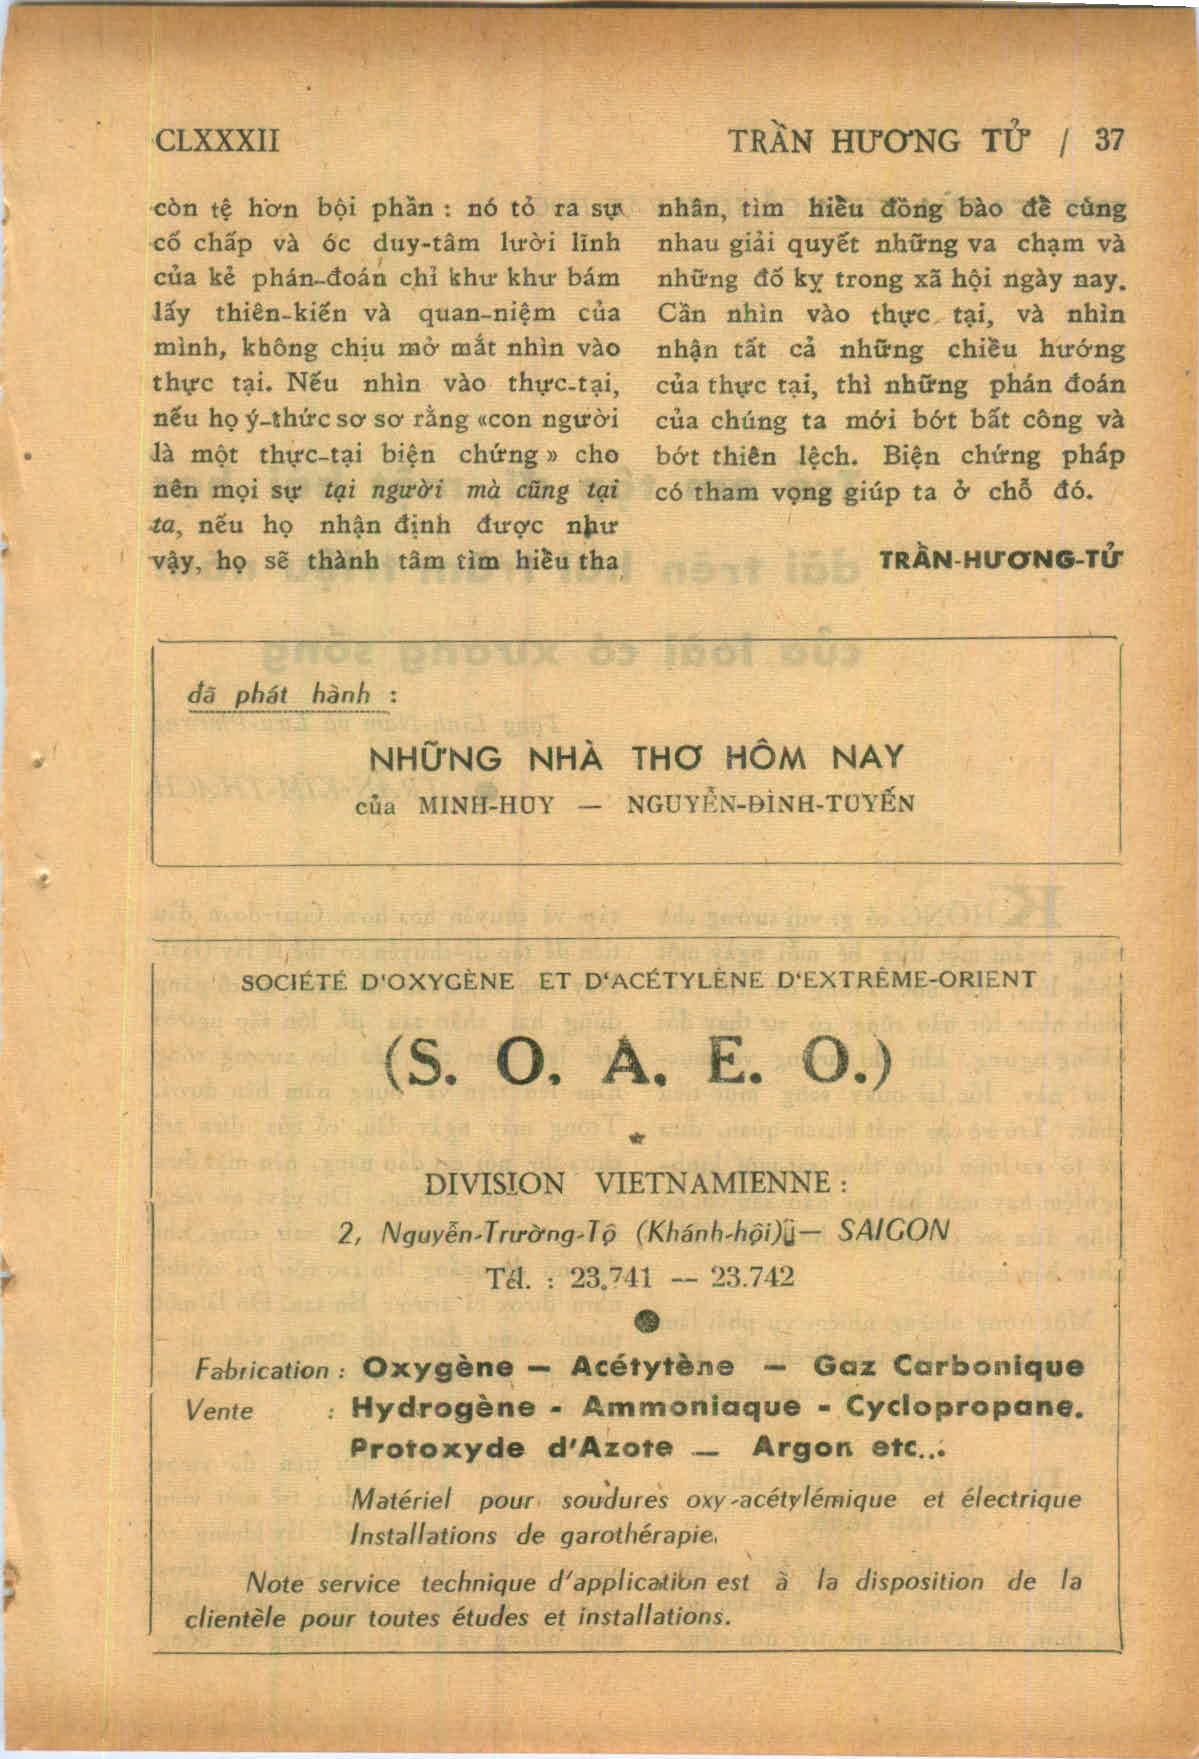 CLXXXII
TRẦN HƯƠNG TỬ / 37
còn tệ hơn bội phần : nó tỏ ra sự
cố chấp và óc duy-tâm lười lĩnh
của kẻ phán-đoán chỉ khư khư bám
lấy thiên-kiến và quan-niệm của
mình, không chịu mở mắt nhìn vào
thực tại. Nếu nhìn vào thực-tại,
nếu họ ý-thức sơ sơ rằng «con người
là một thực-tại biện chứng» cho
nên mọi sự tại người mà cũng tại
ta, nếu họ nhận định được như
vậy, họ sẽ thành tâm tìm hiểu tha
nhân, tìm hiểu đồng bào để cùng
nhau giải quyết những va chạm và
những đố kỵ trong xã hội ngày nay.
Cần nhìn vào thực tại, và nhìn
nhận tất cả những chiều hướng
của thực tại, thì những phán đoán
của chúng ta mới bớt bất công và
bớt thiên lệch. Biện chứng pháp
có tham vọng giúp ta ở chỗ đó.
TRẦN-HƯƠNG-TỬ
đã phát hành :
NHỮNG NHÀ THƠ HÔM NAY
của MINH-HUY — NGUYỄN-ĐÌNH-TUYẾN
SOCIÉTÉ D'OXYGÈNE ET D'ACÉTYLÈNE D'EXTRÊME-ORIENT
(S. O. A. E. O.)
DIVISION VIETNAMIENNE :
2, Nguyễn-Trường-Tộ (Khánh-hội) — SAIGON
Tél. : 23.741 — 23.742
Fabrication : Oxygène — Acétytène — Gaz Carbonique
Vente : Hydrogène - Ammoniaque - Cyclopropane.
Protoxyde d'Azote — Argon etc...
Matériel pour soudures oxy-acétylémique et électrique
Installations de garothérapie.
Note service technique d'application est à la disposition de la
clientèle pour toutes études et installations.